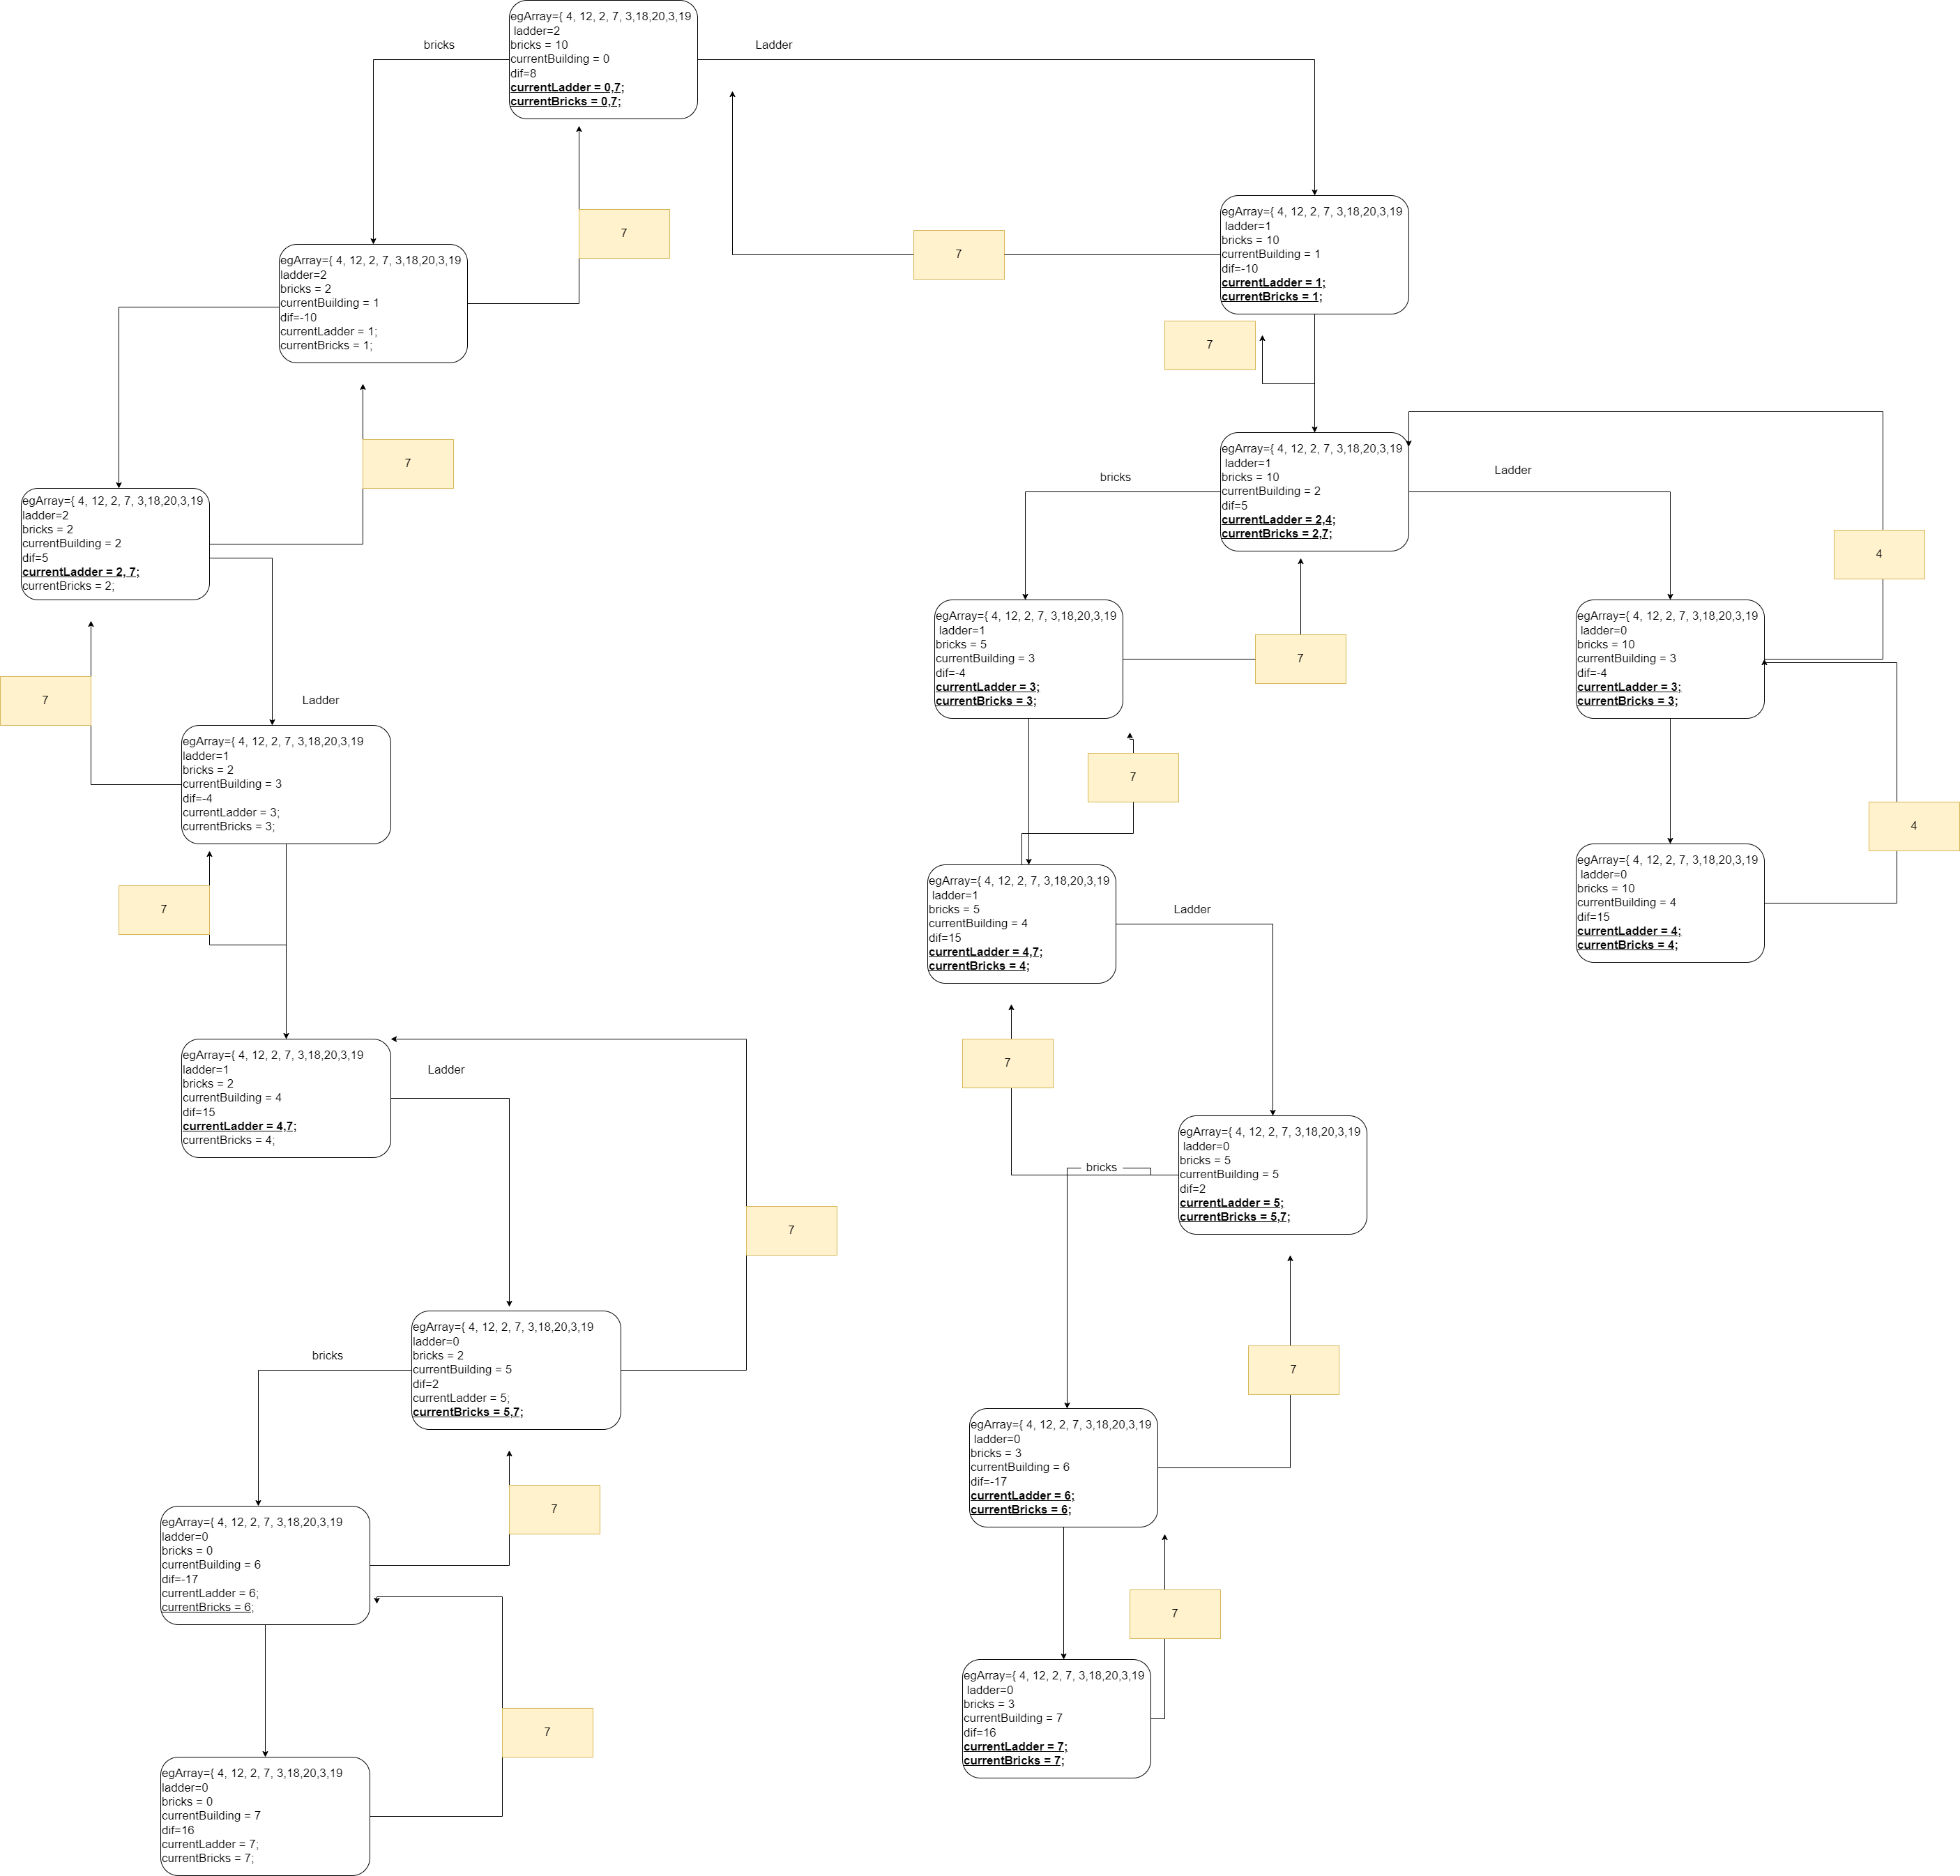 egArray={ 4, 12, 2, 7, 3,18,20,3,19
ladder=2
bricks = 10
currentBuilding = 0
dif=8
currentLadder = 0,7;
currentBricks = 0,7;
bricks
Ladder
7
7
egArray={ 4, 12, 2, 7, 3,18,20,3,19
ladder=1
bricks = 10
currentBuilding = 1
dif=-10
currentLadder = 1;
currentBricks = 1;
egArray={ 4, 12, 2, 7, 3,18,20,3,19
ladder=2
bricks = 2
currentBuilding = 1
dif=-10
currentLadder = 1;
currentBricks = 1;
7
7
egArray={ 4, 12, 2, 7, 3,18,20,3,19
ladder=1
bricks = 10
currentBuilding = 2
dif=5
currentLadder = 2,4;
currentBricks = 2,7;
bricks
Ladder
egArray={ 4, 12, 2, 7, 3,18,20,3,19
ladder=2
bricks = 2
currentBuilding = 2
dif=5
currentLadder = 2, 7;
currentBricks = 2;
4
egArray={ 4, 12, 2, 7, 3,18,20,3,19
ladder=1
bricks = 5
currentBuilding = 3
dif=-4
currentLadder = 3;
currentBricks = 3;
7
egArray={ 4, 12, 2, 7, 3,18,20,3,19
ladder=0
bricks = 10
currentBuilding = 3
dif=-4
currentLadder = 3;
currentBricks = 3;
7
Ladder
egArray={ 4, 12, 2, 7, 3,18,20,3,19
ladder=1
bricks = 2
currentBuilding = 3
dif=-4
currentLadder = 3;
currentBricks = 3;
7
4
7
egArray={ 4, 12, 2, 7, 3,18,20,3,19
ladder=1
bricks = 5
currentBuilding = 4
dif=15
currentLadder = 4,7;
currentBricks = 4;
Ladder
egArray={ 4, 12, 2, 7, 3,18,20,3,19
ladder=0
bricks = 10
currentBuilding = 4
dif=15
currentLadder = 4;
currentBricks = 4;
egArray={ 4, 12, 2, 7, 3,18,20,3,19
ladder=1
bricks = 2
currentBuilding = 4
dif=15
currentLadder = 4,7;
currentBricks = 4;
Ladder
7
bricks
egArray={ 4, 12, 2, 7, 3,18,20,3,19
ladder=0
bricks = 5
currentBuilding = 5
dif=2
currentLadder = 5;
currentBricks = 5,7;
7
bricks
egArray={ 4, 12, 2, 7, 3,18,20,3,19
ladder=0
bricks = 2
currentBuilding = 5
dif=2
currentLadder = 5;
currentBricks = 5,7;
7
egArray={ 4, 12, 2, 7, 3,18,20,3,19
ladder=0
bricks = 3
currentBuilding = 6
dif=-17
currentLadder = 6;
currentBricks = 6;
7
egArray={ 4, 12, 2, 7, 3,18,20,3,19
ladder=0
bricks = 0
currentBuilding = 6
dif=-17
currentLadder = 6;
currentBricks = 6;
7
egArray={ 4, 12, 2, 7, 3,18,20,3,19
ladder=0
bricks = 3
currentBuilding = 7
dif=16
currentLadder = 7;
currentBricks = 7;
7
egArray={ 4, 12, 2, 7, 3,18,20,3,19
ladder=0
bricks = 0
currentBuilding = 7
dif=16
currentLadder = 7;
currentBricks = 7;